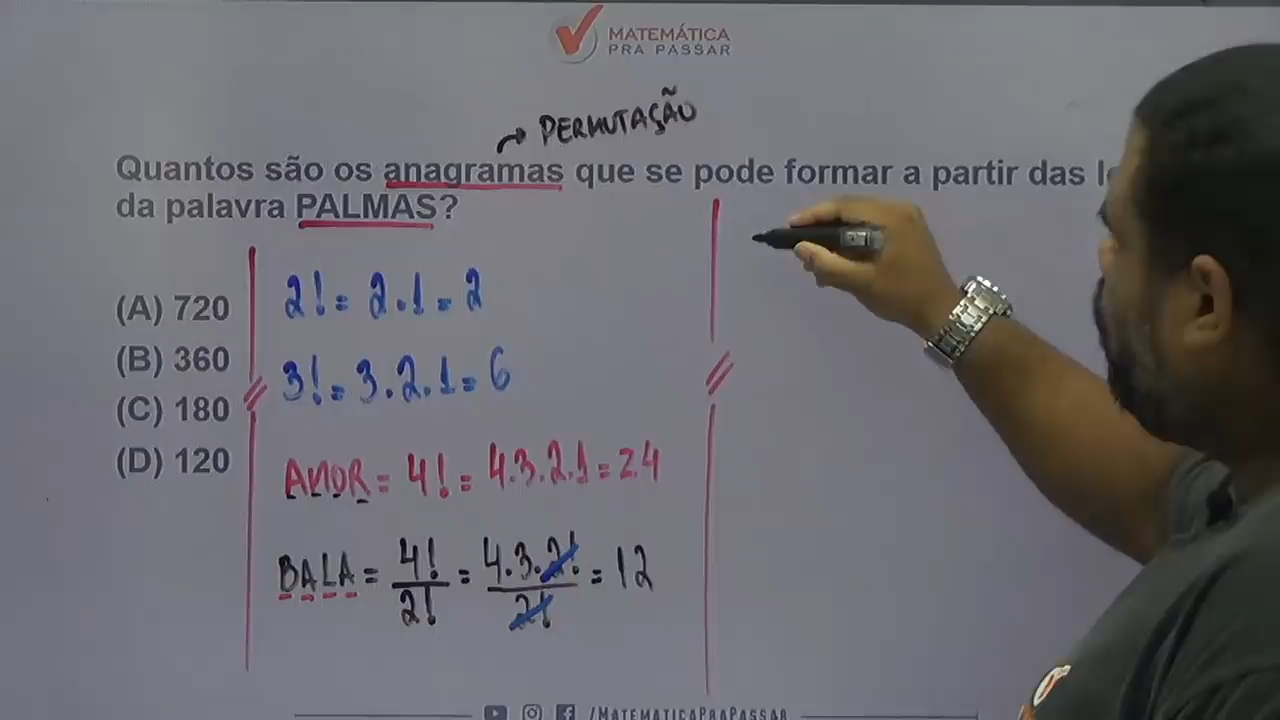 MATEMÁTICA
PRA PASSAR
PERMUTAÇÃO
Quantos são os anagramas que se pode formar a partir das
da palavra PALMAS?
(A) 720
(B) 360
(C) 180
(D) 120
2! = 2.1 = 2
3! = 3.2.1 = 6
AMOR = 4! = 4.3.2.1 = 24
BALA = 4!/2! = 4.3.2!/2! = 12
/MATEMATICAPRAPASSAR